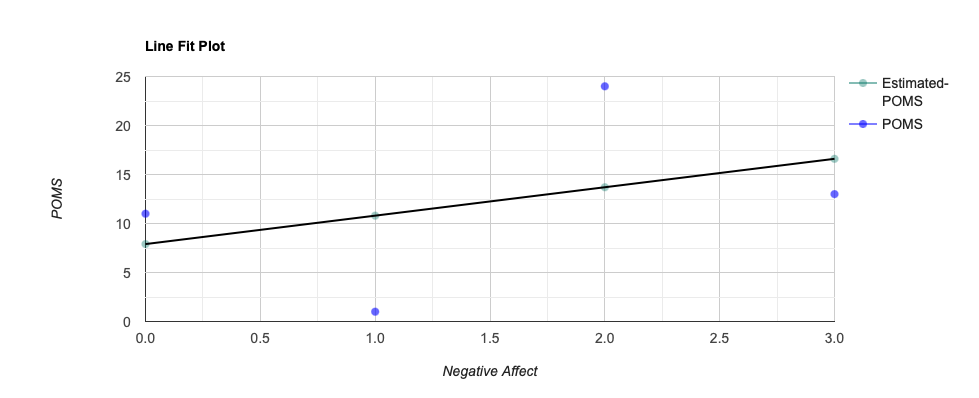 Line Fit Plot
25
20
15
10
5
0
POMS
0.0 0.5 1.0 1.5 2.0 2.5 3.0
Negative Affect
Estimated-
POMS
POMS